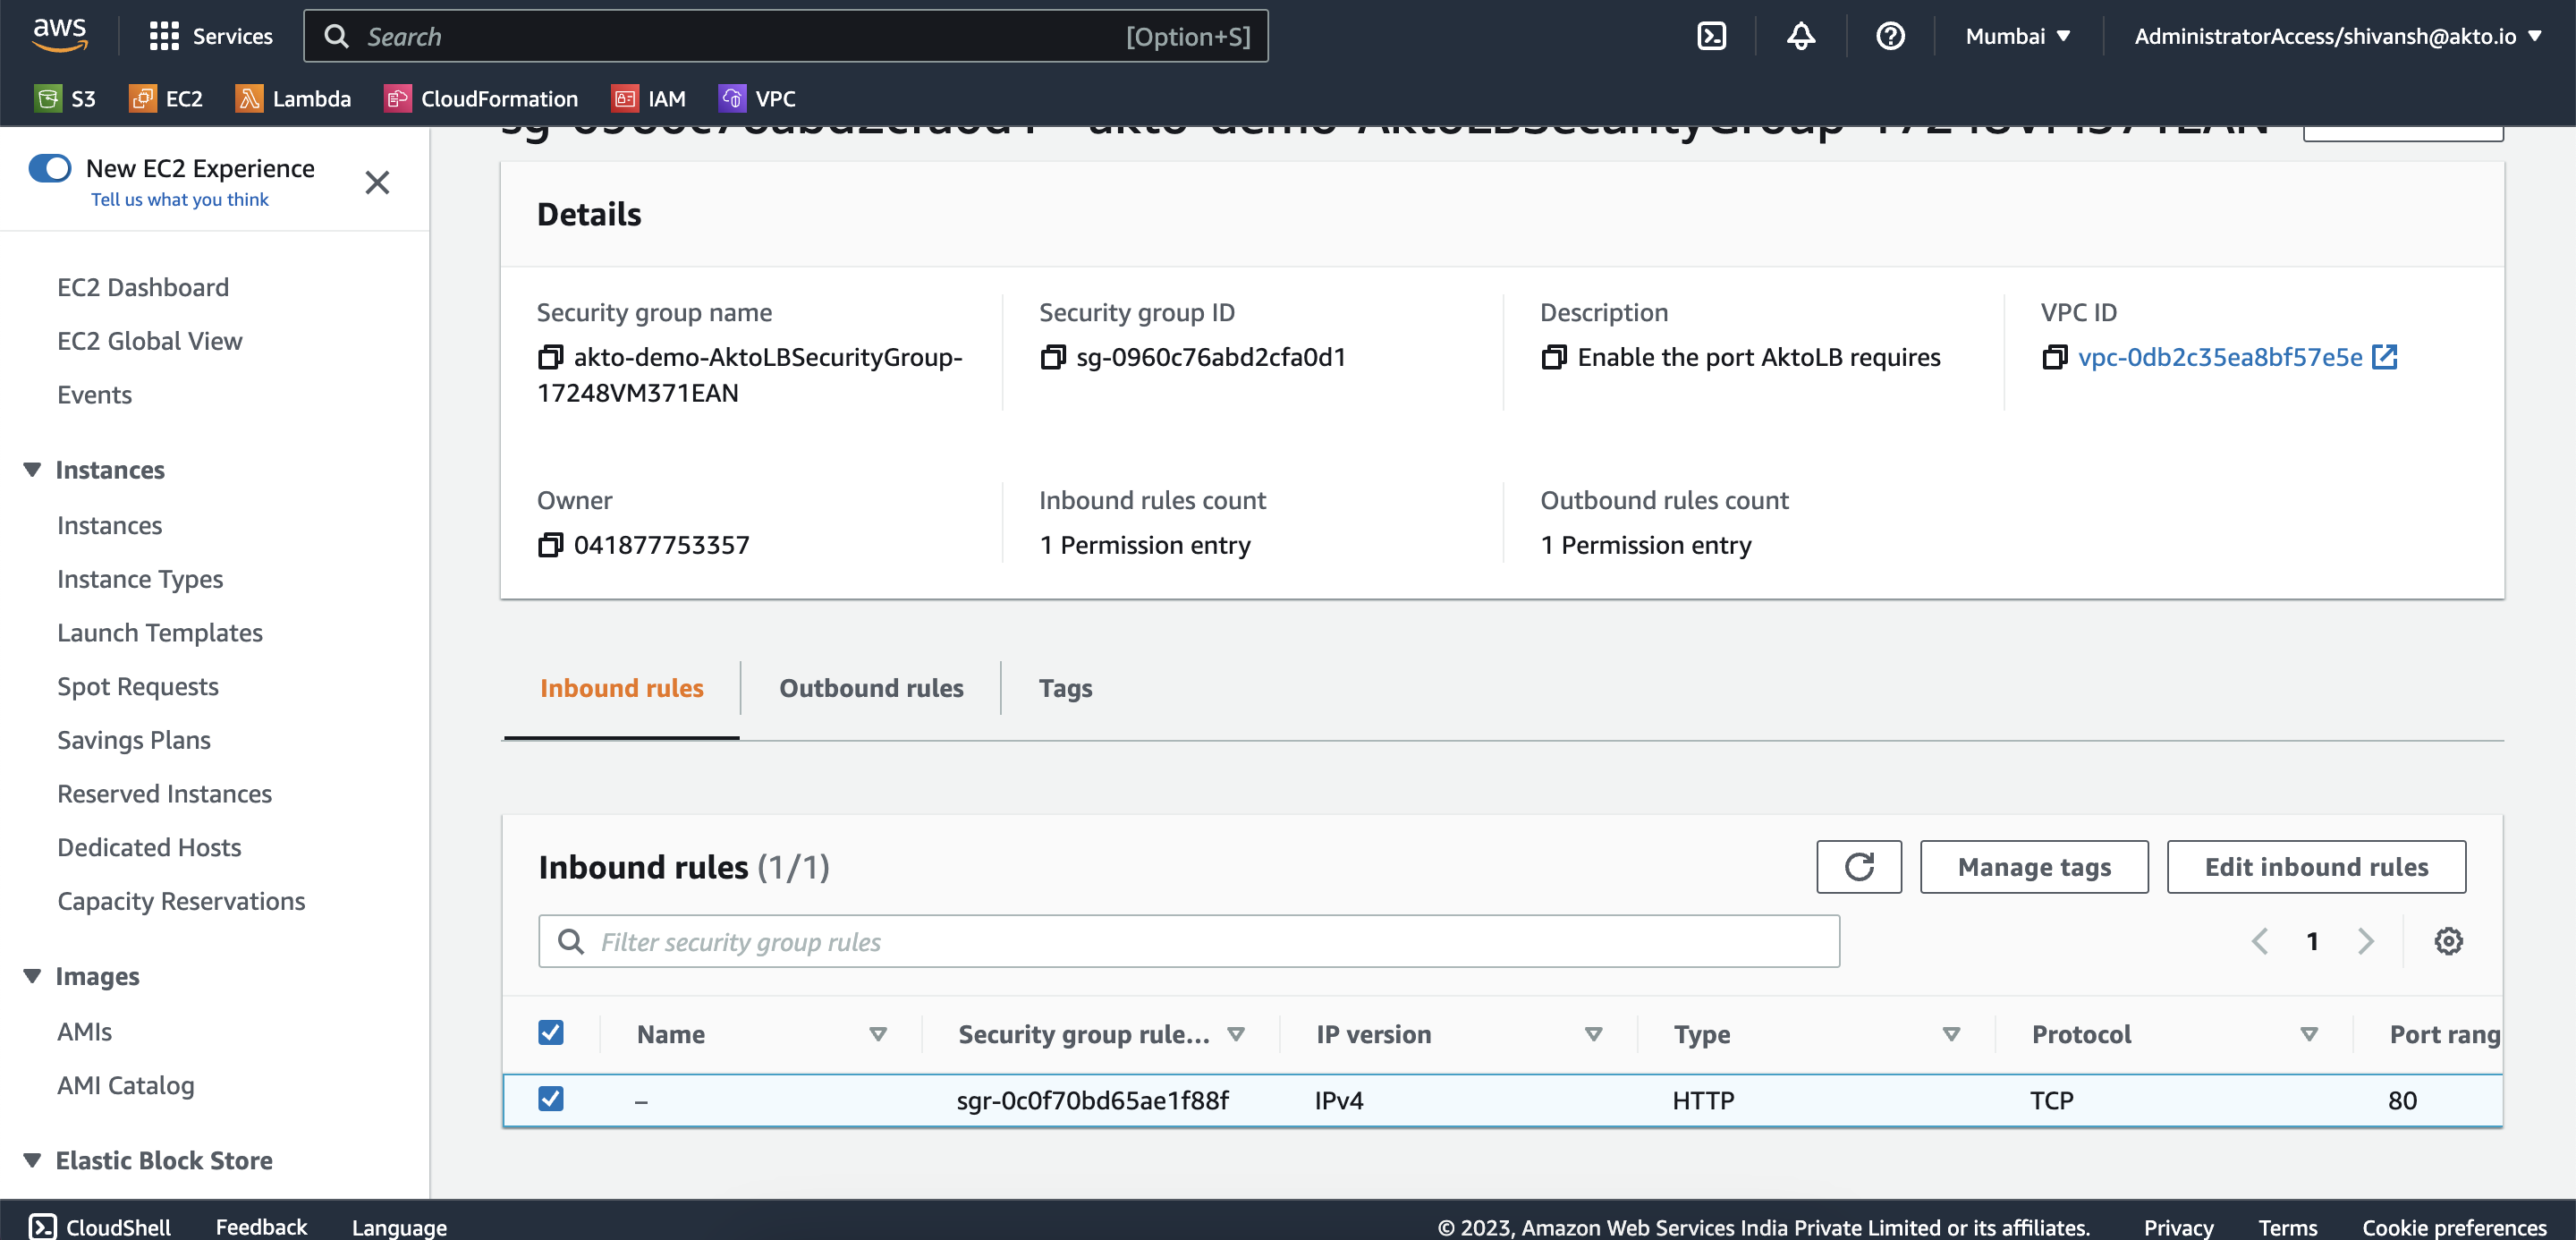 aws
Services
Search
[Option+S]
Mumbai
AdministratorAccess/shivansh@akto.io
S3
EC2
Lambda
CloudFormation
IAM
VPC
New EC2 Experience
Tell us what you think
EC2 Dashboard
EC2 Global View
Events
Instances
Instances
Instance Types
Launch Templates
Spot Requests
Savings Plans
Reserved Instances
Dedicated Hosts
Capacity Reservations
Images
AMIs
AMI Catalog
Elastic Block Store
sg-0960c76abd2cfa0d1 - akto-demo-AktoLBSecurityGroup-17248VM371EAN
Details
Security group name
akto-demo-AktoLBSecurityGroup-
17248VM371EAN
Security group ID
sg-0960c76abd2cfa0d1
Description
Enable the port AktoLB requires
VPC ID
vpc-0db2c35ea8bf57e5e
Owner
041877753357
Inbound rules count
1 Permission entry
Outbound rules count
1 Permission entry
Inbound rules
Outbound rules
Tags
Inbound rules (1/1)
Manage tags
Edit inbound rules
Filter security group rules
1
Name
Security group rule...
IP version
Type
Protocol
Port rang
–
sgr-0c0f70bd65ae1f88f
IPv4
HTTP
TCP
80
CloudShell
Feedback
Language
© 2023, Amazon Web Services India Private Limited or its affiliates.
Privacy
Terms
Cookie preferences